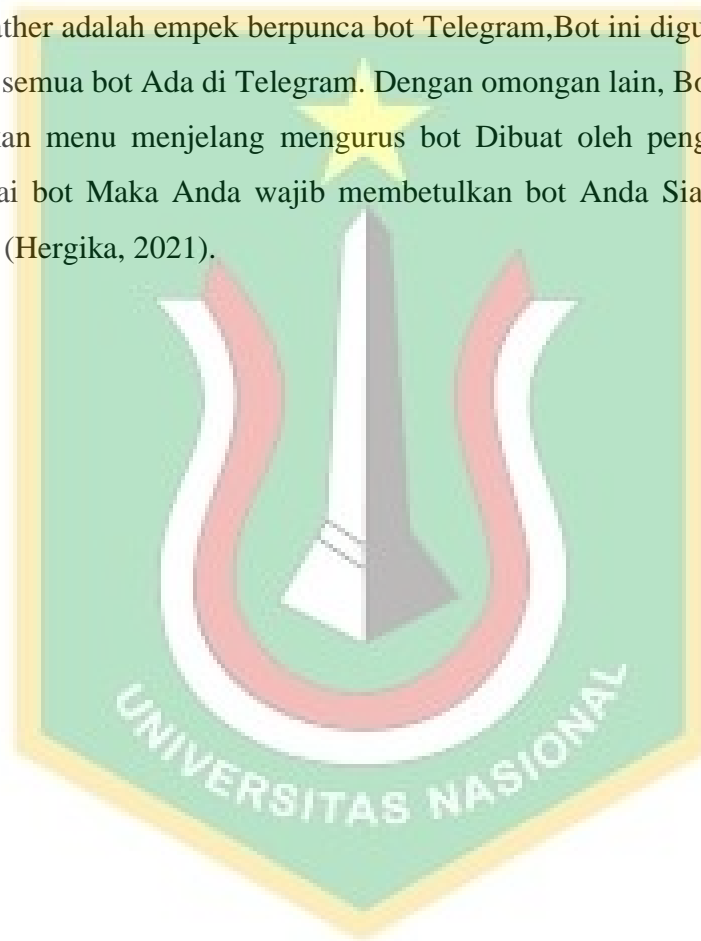 ather adalah empek berpunca bot Telegram,Bot ini digu
semua bot Ada di Telegram. Dengan omongan lain, Bo
kan menu menjelang mengurus bot Dibuat oleh peng
ai bot Maka Anda wajib membetulkan bot Anda Sia
(Hergika, 2021).
UNIVERSITAS NASIONAL